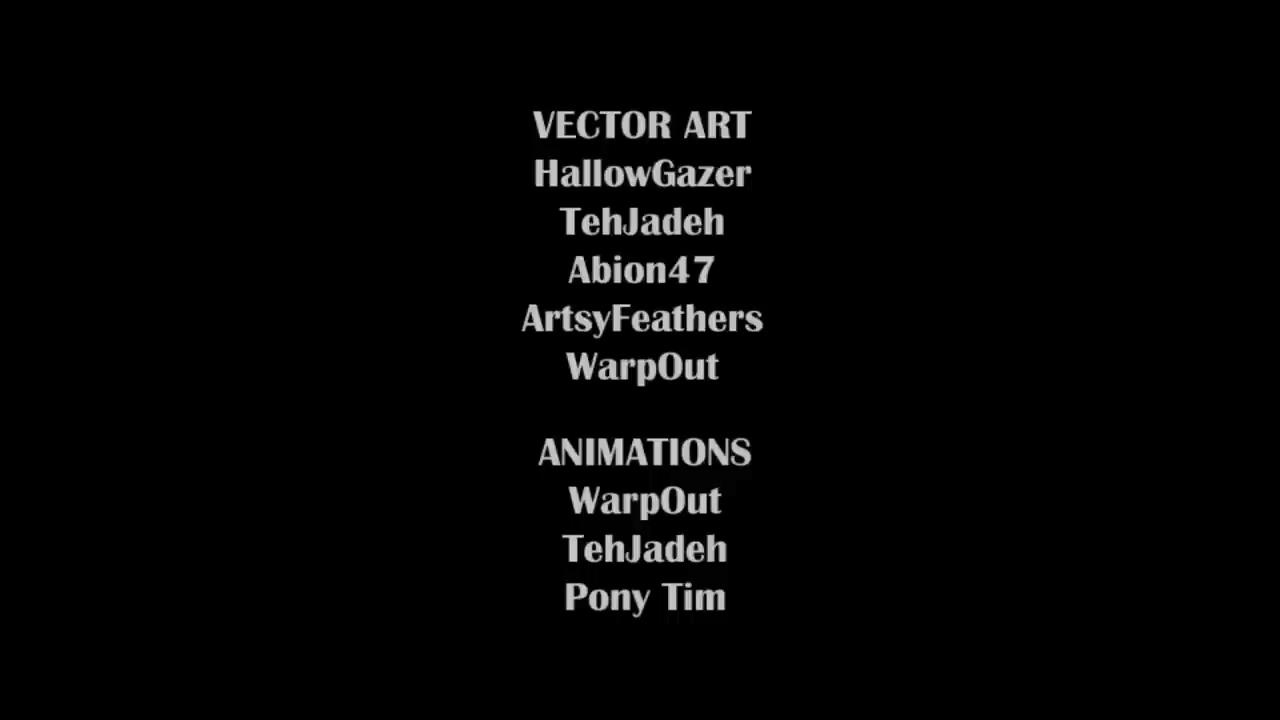 VECTOR ART
HallowGazer
TehJadeh
Abion47
ArtsyFeathers
WarpOut
ANIMATIONS
WarpOut
TehJadeh
Pony Tim